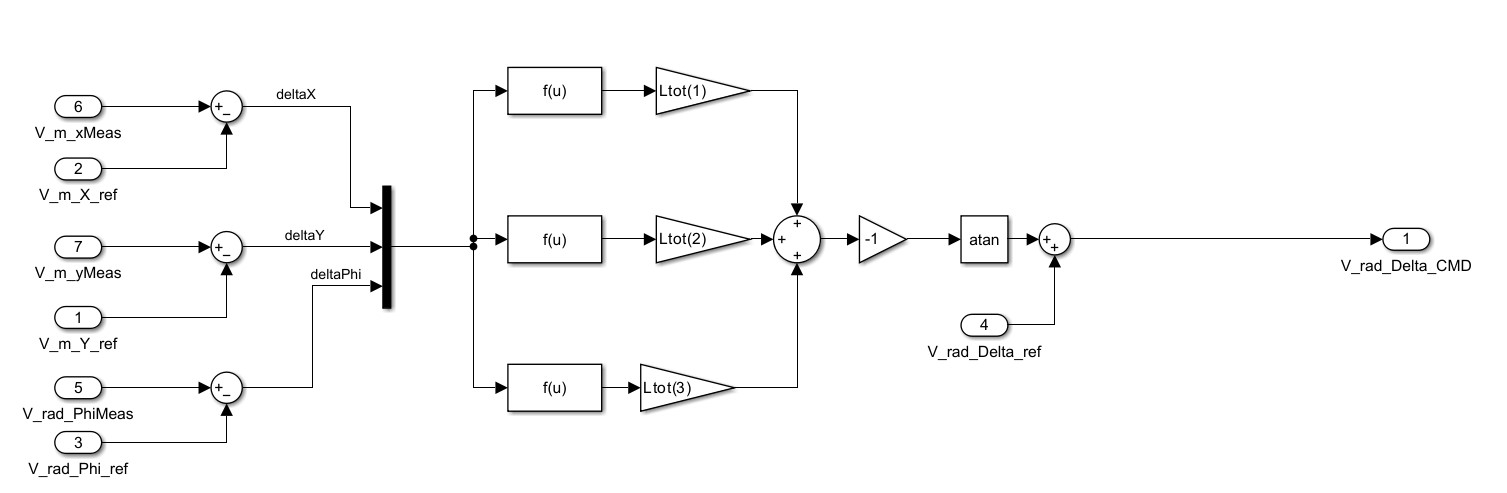 6
V_m_xMeas
2
V_m_X_ref
7
V_m_yMeas
1
V_m_Y_ref
5
V_rad_PhiMeas
3
V_rad_Phi_ref
+
−
+
−
+
−
deltaX
deltaY
deltaPhi
f(u)
Ltot(1)
f(u)
Ltot(2)
f(u)
Ltot(3)
+
+
+
-1
atan
+
+
4
V_rad_Delta_ref
1
V_rad_Delta_CMD